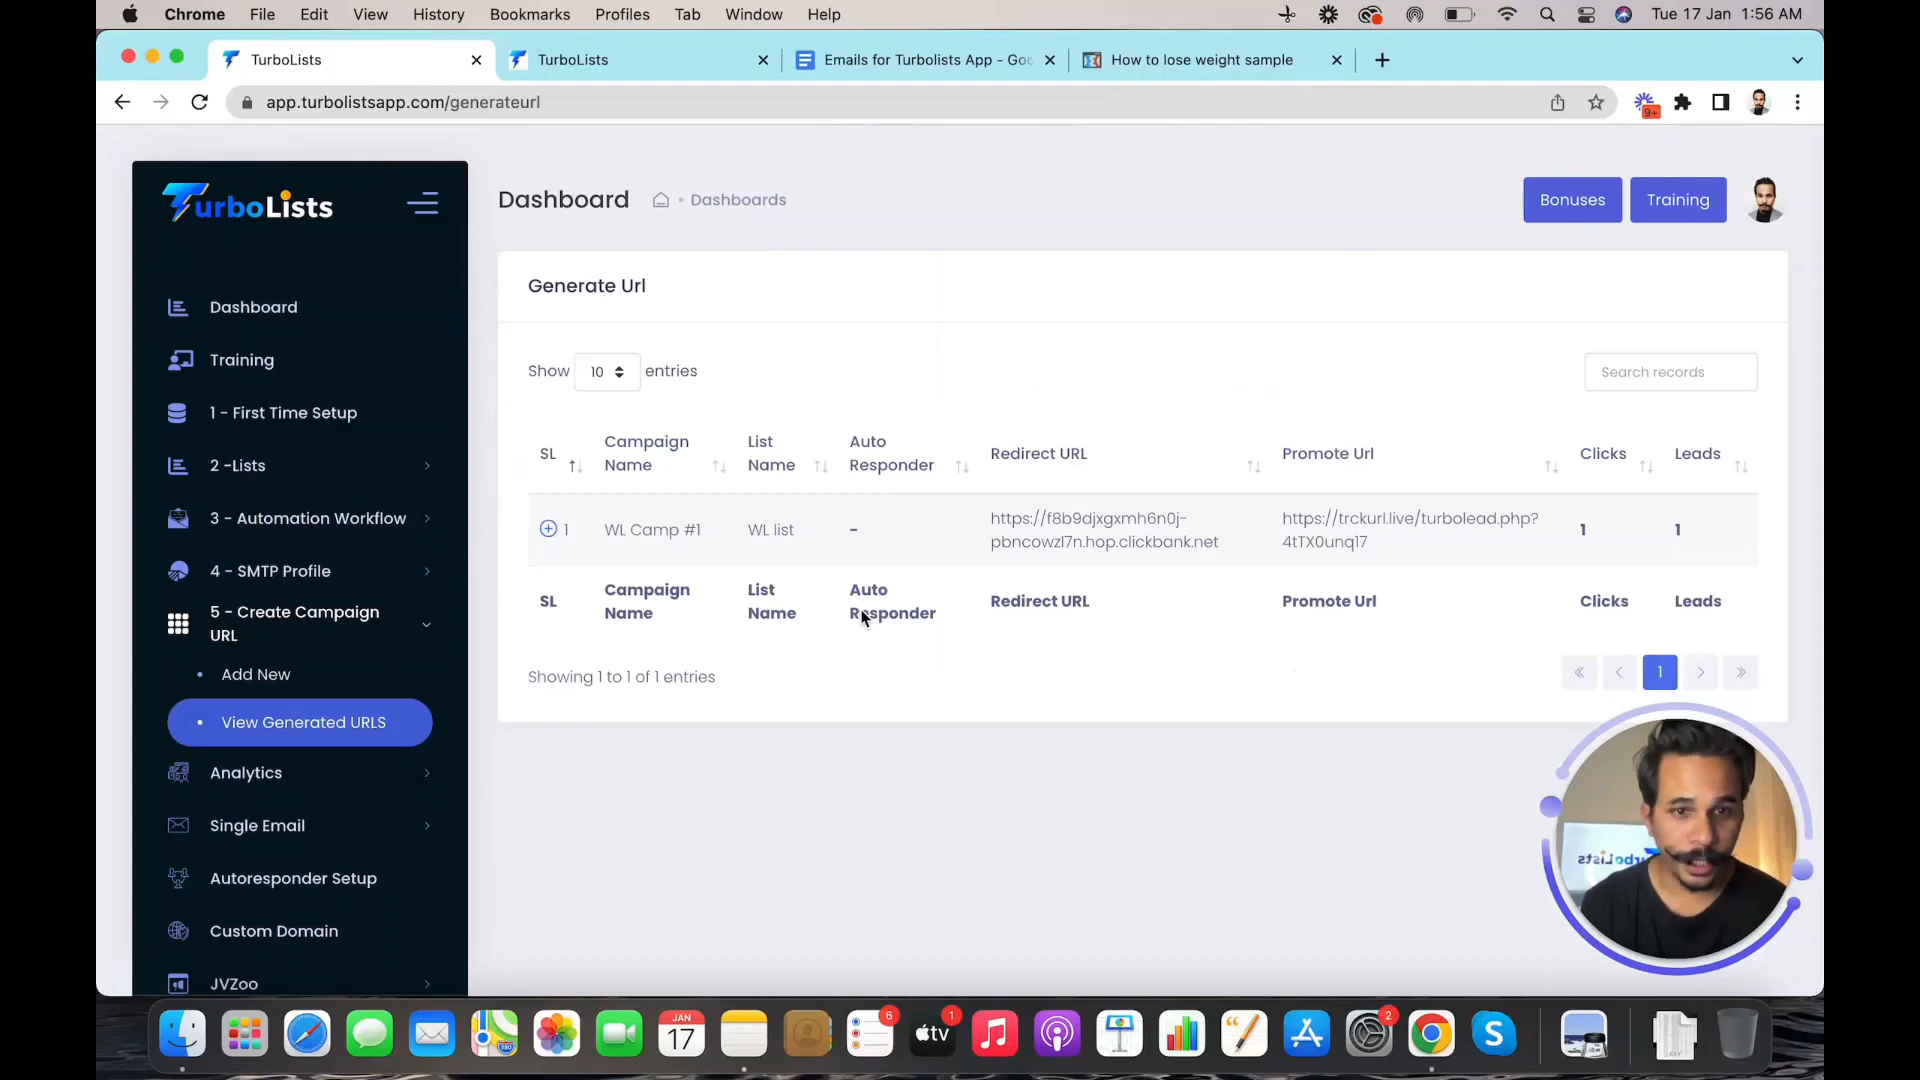 Chrome File Edit View History Bookmarks Profiles Tab Window Help Tue 17 Jan 1:56 AM
TurboLists TurboLists Emails for Turbolists App - Goo How to lose weight sample
app.turbolistsapp.com/generateurl 9+
TurboLists
Dashboard Dashboards Bonuses Training
Dashboard
Training
1 - First Time Setup
2 -Lists
3 - Automation Workflow
4 - SMTP Profile
5 - Create Campaign
URL
Add New
View Generated URLS
Analytics
Single Email
Autoresponder Setup
Custom Domain
JVZoo
Generate Url
Show 10 entries Search records
SL Campaign Name List Name Auto Responder Redirect URL Promote Url Clicks Leads
1 WL Camp #1 WL list - https://f8b9djxgxmh6n0j-pbncowzl7n.hop.clickbank.net https://trckurl.live/turbolead.php?4tTX0unq17 1 1
SL Campaign Name List Name Auto Responder Redirect URL Promote Url Clicks Leads
Showing 1 to 1 of 1 entries « ‹ 1 › »
TurboLists
JAN
17
6
1
tv
2